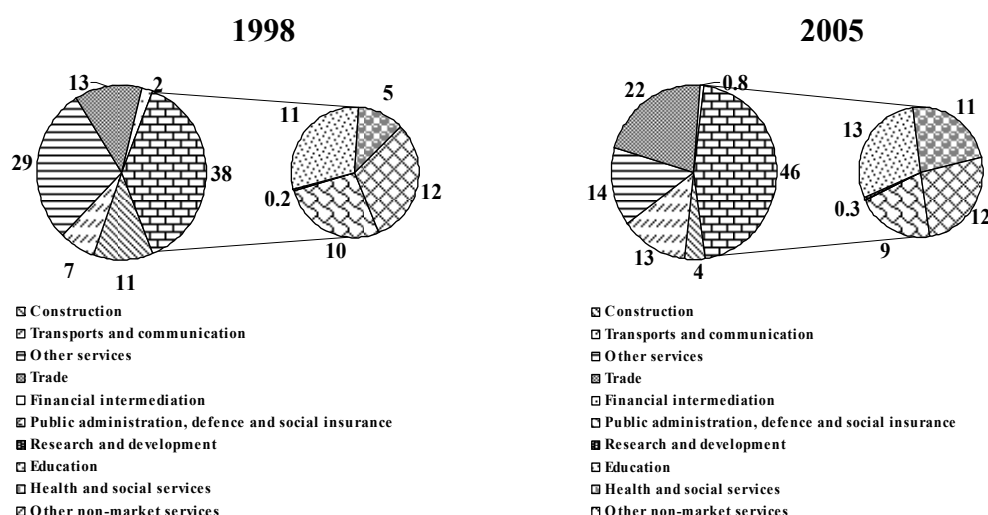 1998
2005
13
2
29
38
7
11
11
5
0.2
12
10
22
0.8
14
46
13
4
13
11
0.3
12
9
Construction
Transports and communication
Other services
Trade
Financial intermediation
Public administration, defence and social insurance
Research and development
Education
Health and social services
Other non-market services
Construction
Transports and communication
Other services
Trade
Financial intermediation
Public administration, defence and social insurance
Research and development
Education
Health and social services
Other non-market services